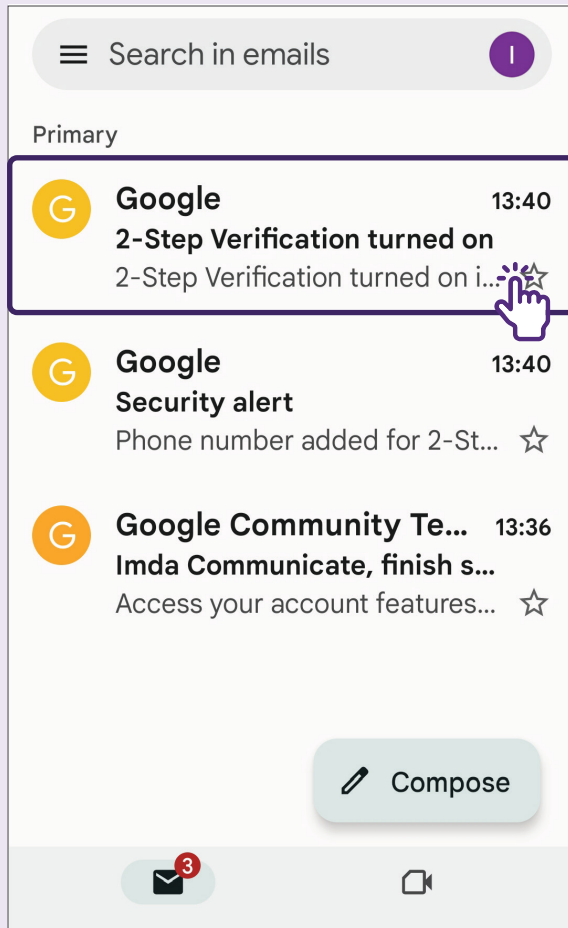 Search in emails
I
Primary
G
Google 13:40
2-Step Verification turned on
2-Step Verification turned on i...
G
Google 13:40
Security alert
Phone number added for 2-St...
G
Google Community Te... 13:36
Imda Communicate, finish s...
Access your account features...
Compose
3